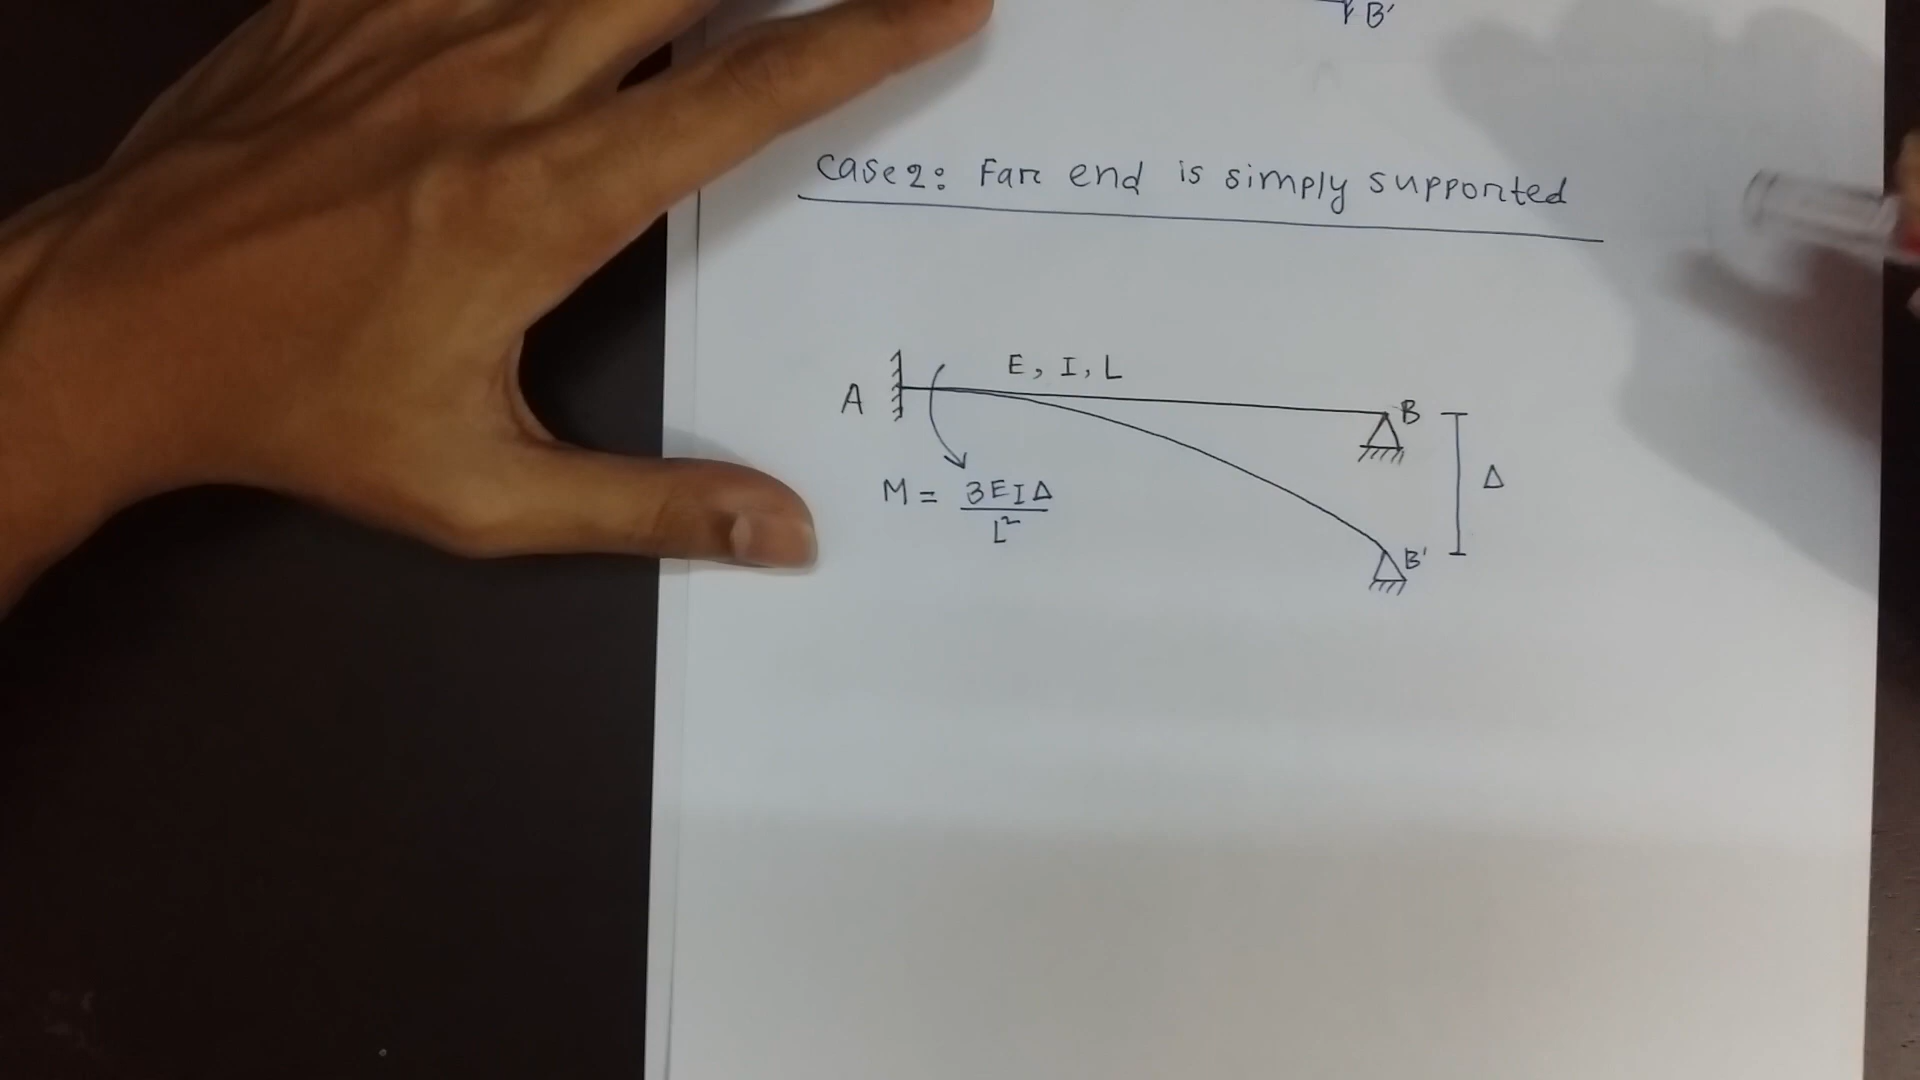 B'
Case 2: Far end is simply supported
E, I, L
A
B
Δ
M = 3EIΔ / L²
B'